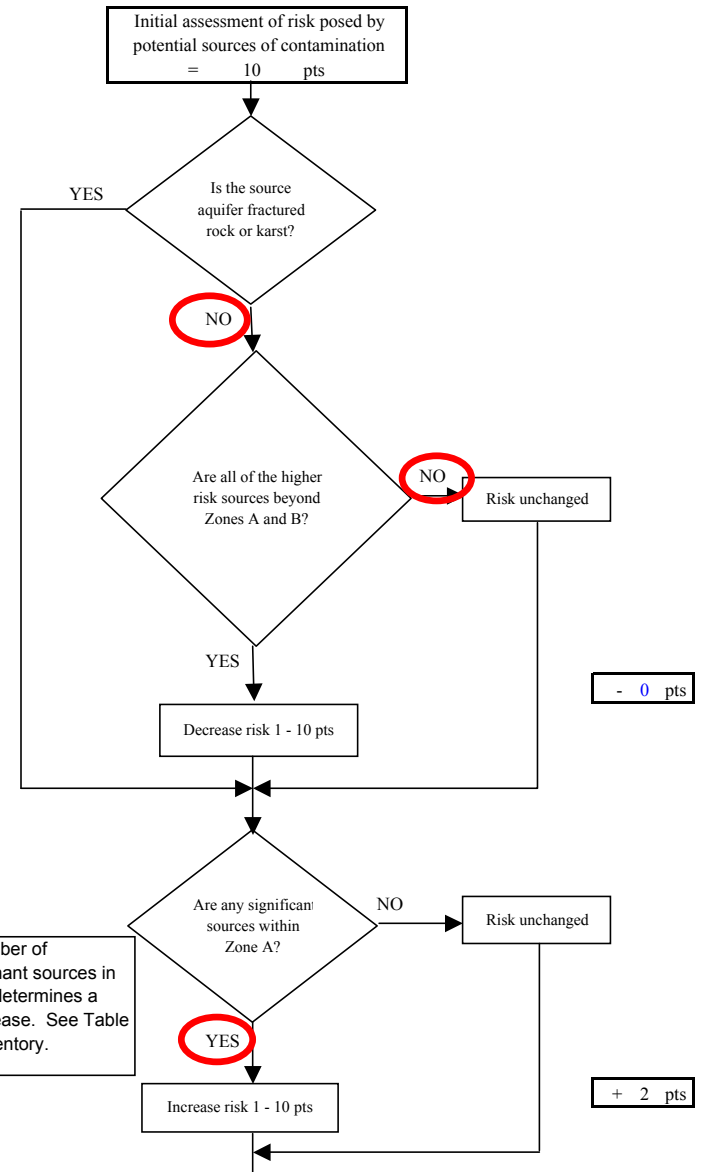 Initial assessment of risk posed by
potential sources of contamination
= 10 pts
Is the source
aquifer fractured
rock or karst?
YES
NO
Are all of the higher
risk sources beyond
Zones A and B?
NO
Risk unchanged
YES
- 0 pts
Decrease risk 1 - 10 pts
Are any significant
sources within
Zone A?
NO
Risk unchanged
ber of
nant sources in
determines a
ease. See Table
entory.
YES
Increase risk 1 - 10 pts
+ 2 pts